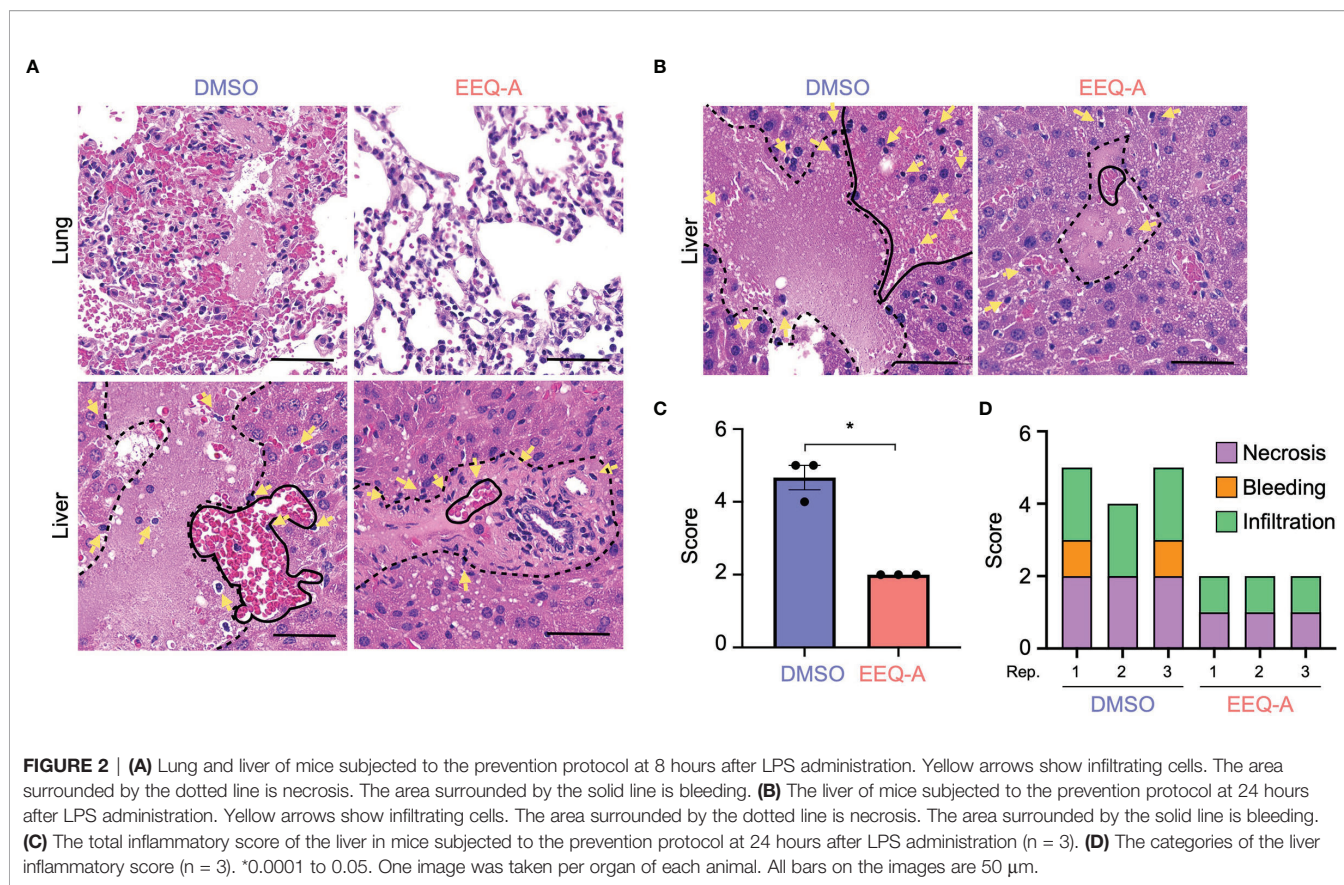 A
DMSO
EEQ-A
Lung
Liver
B
DMSO
EEQ-A
Liver
C
6
4
2
0
Score
*
DMSO
EEQ-A
D
6
4
2
0
Score
Necrosis
Bleeding
Infiltration
Rep. 1 2 3 1 2 3
DMSO EEQ-A
FIGURE 2 | (A) Lung and liver of mice subjected to the prevention protocol at 8 hours after LPS administration. Yellow arrows show infiltrating cells. The area
surrounded by the dotted line is necrosis. The area surrounded by the solid line is bleeding. (B) The liver of mice subjected to the prevention protocol at 24 hours
after LPS administration. Yellow arrows show infiltrating cells. The area surrounded by the dotted line is necrosis. The area surrounded by the solid line is bleeding.
(C) The total inflammatory score of the liver in mice subjected to the prevention protocol at 24 hours after LPS administration (n = 3). (D) The categories of the liver
inflammatory score (n = 3). *0.0001 to 0.05. One image was taken per organ of each animal. All bars on the images are 50 μm.